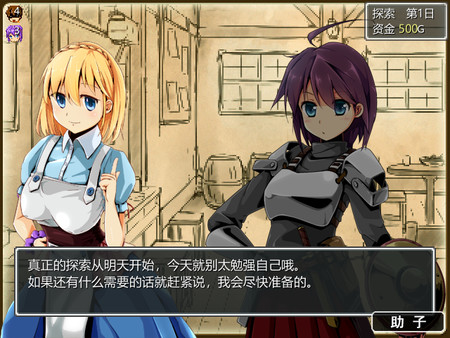 探索　第1日
资金 500G
真正的探索从明天开始，今天就别太勉强自己哦。
如果还有什么需要的话就赶紧说，我会尽快准备的。
助 子